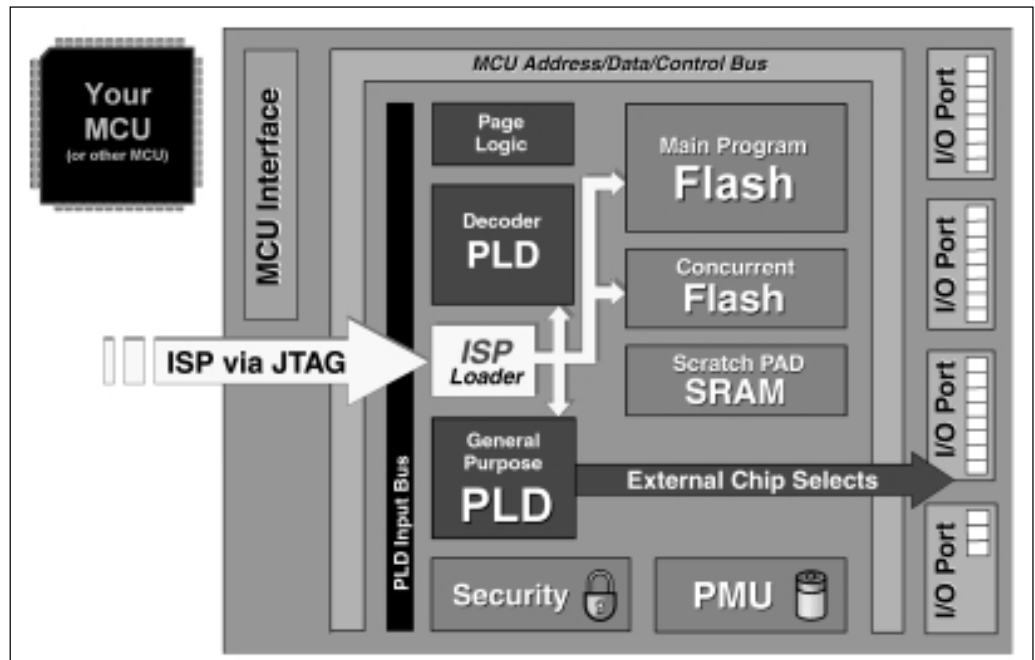 Your
MCU
(or other MCU)
MCU Interface
MCU Address/Data/Control Bus
Page
Logic
Decoder
PLD
ISP via JTAG
ISP
Loader
General
Purpose
PLD
PLD Input Bus
Main Program
Flash
Concurrent
Flash
Scratch PAD
SRAM
External Chip Selects
Security
PMU
I/O Port
I/O Port
I/O Port
I/O Port